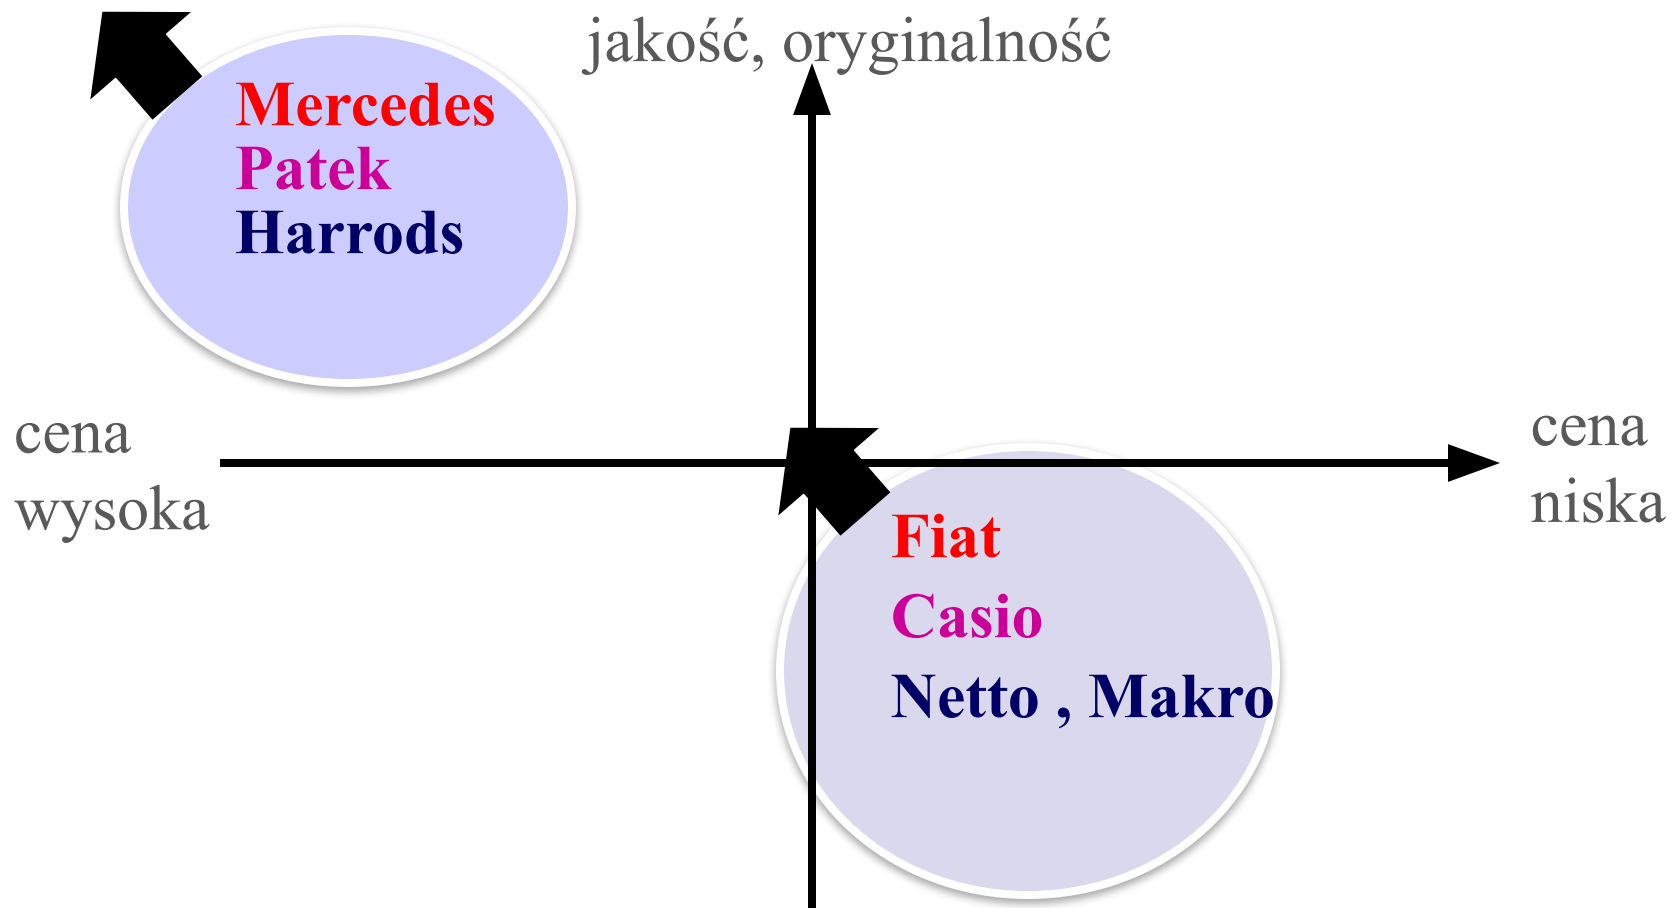 jakość, oryginalność
Mercedes
Patek
Harrods
cena
wysoka
cena
niska
Fiat
Casio
Netto , Makro